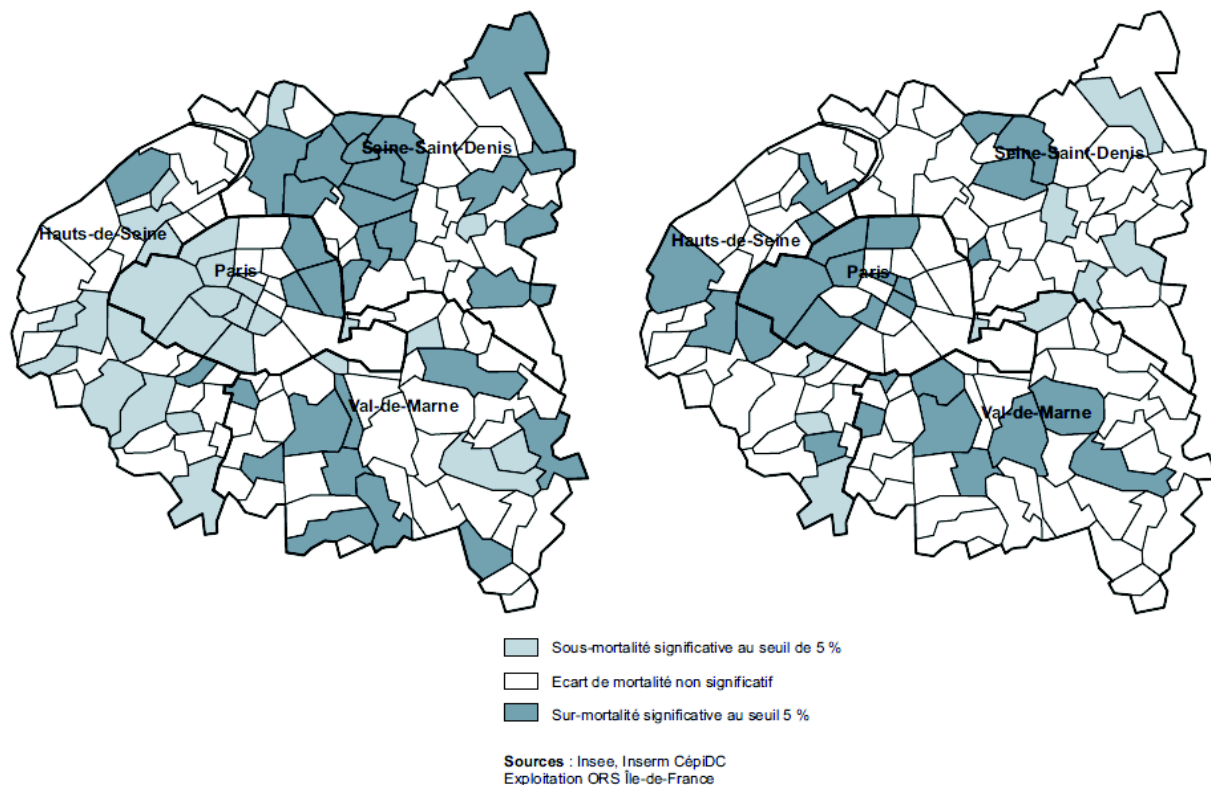 Seine-Saint-Denis
Hauts-de-Seine
Paris
Val-de-Marne
Seine-Saint-Denis
Hauts-de-Seine
Paris
Val-de-Marne
Sous-mortalité significative au seuil de 5 %
Ecart de mortalité non significatif
Sur-mortalité significative au seuil 5 %
Sources : Insee, Inserm CépiDC
Exploitation ORS Île-de-France